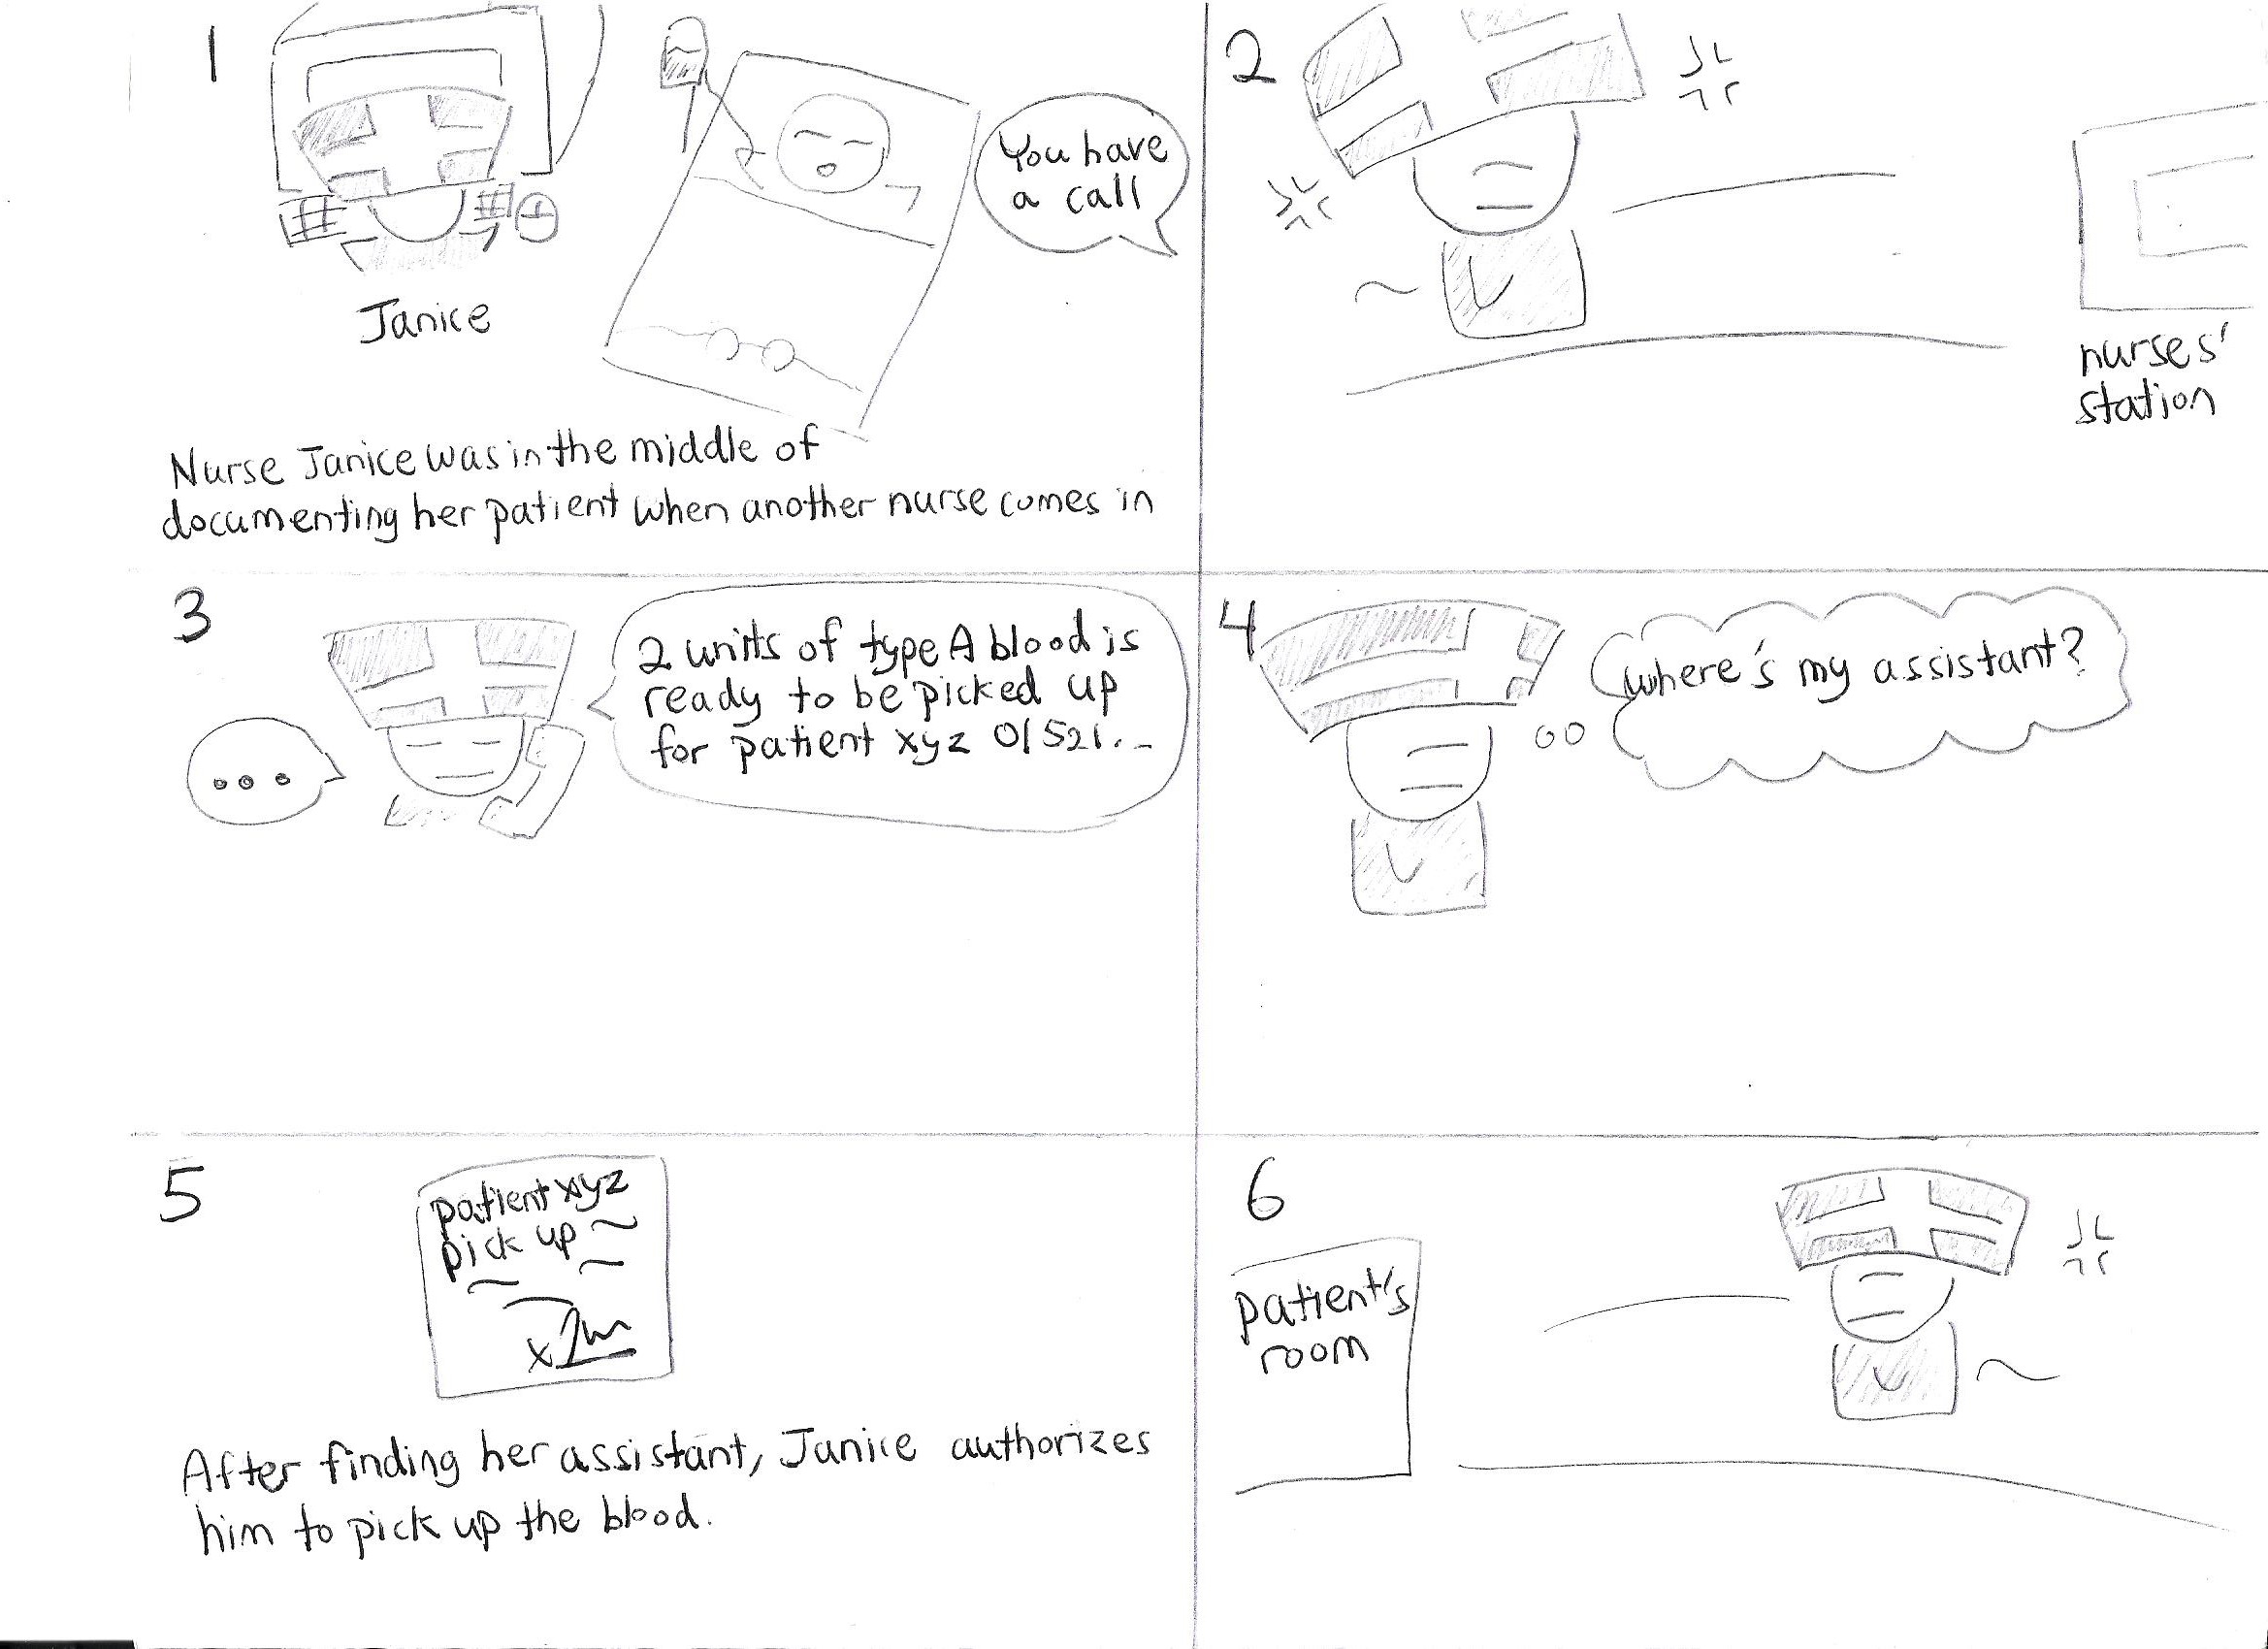 1
You have
a call
Janice
Nurse Janice was in the middle of
documenting her patient when another nurse comes in
2
nurses'
station
3
2 units of type A blood is
ready to be picked up
for patient xyz 01521...
...
4
where's my assistant?
5
patient xyz
pick up
x
After finding her assistant, Janice authorizes
him to pick up the blood.
6
patient's
room